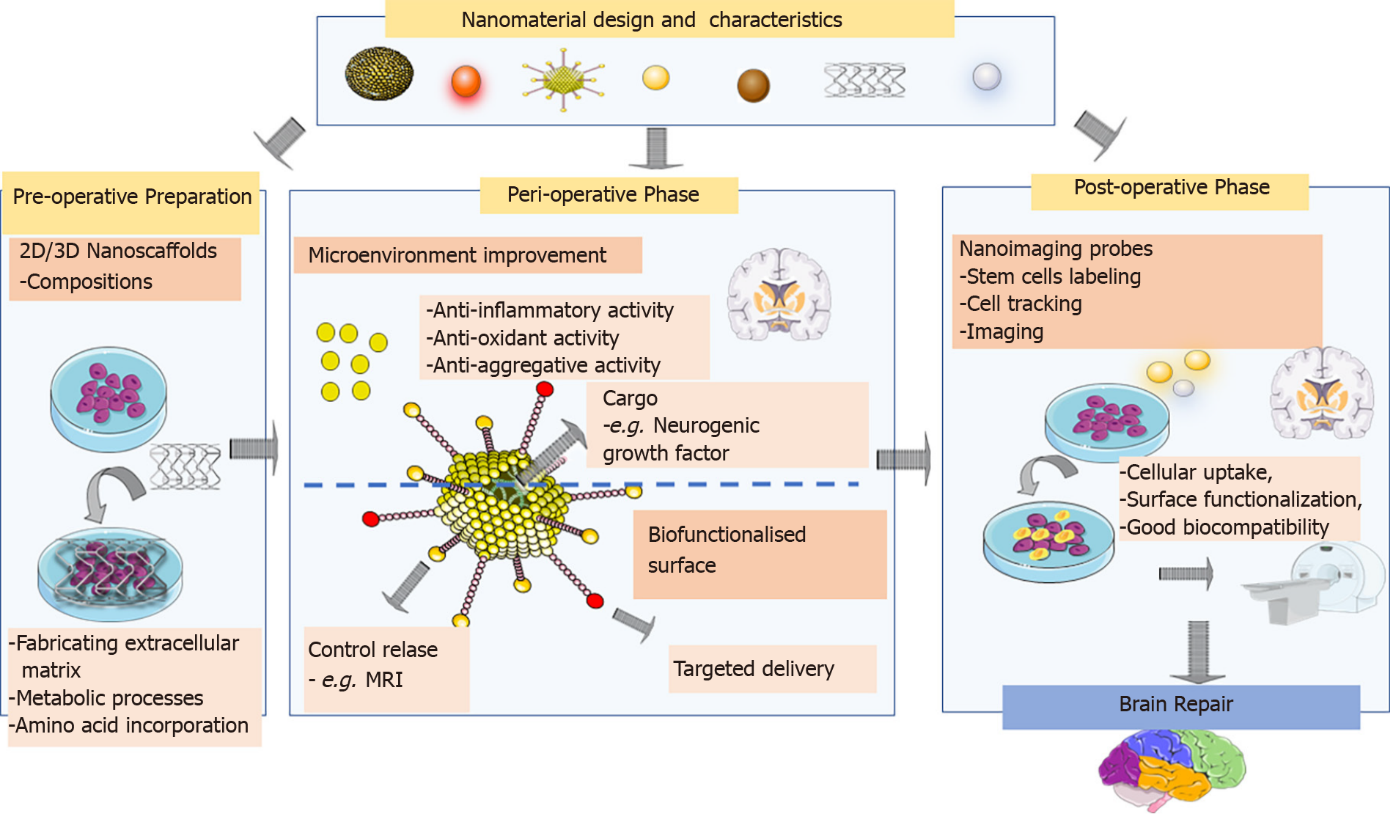 Nanomaterial design and characteristics
Pre-operative Preparation
2D/3D Nanoscaffolds
-Compositions
-Fabricating extracellular
matrix
-Metabolic processes
-Amino acid incorporation
Peri-operative Phase
Microenvironment improvement
-Anti-inflammatory activity
-Anti-oxidant activity
-Anti-aggregative activity
Cargo
-e.g. Neurogenic
growth factor
Biofunctionalised
surface
Control relase
- e.g. MRI
Targeted delivery
Post-operative Phase
Nanoimaging probes
-Stem cells labeling
-Cell tracking
-Imaging
-Cellular uptake,
-Surface functionalization,
-Good biocompatibility
Brain Repair